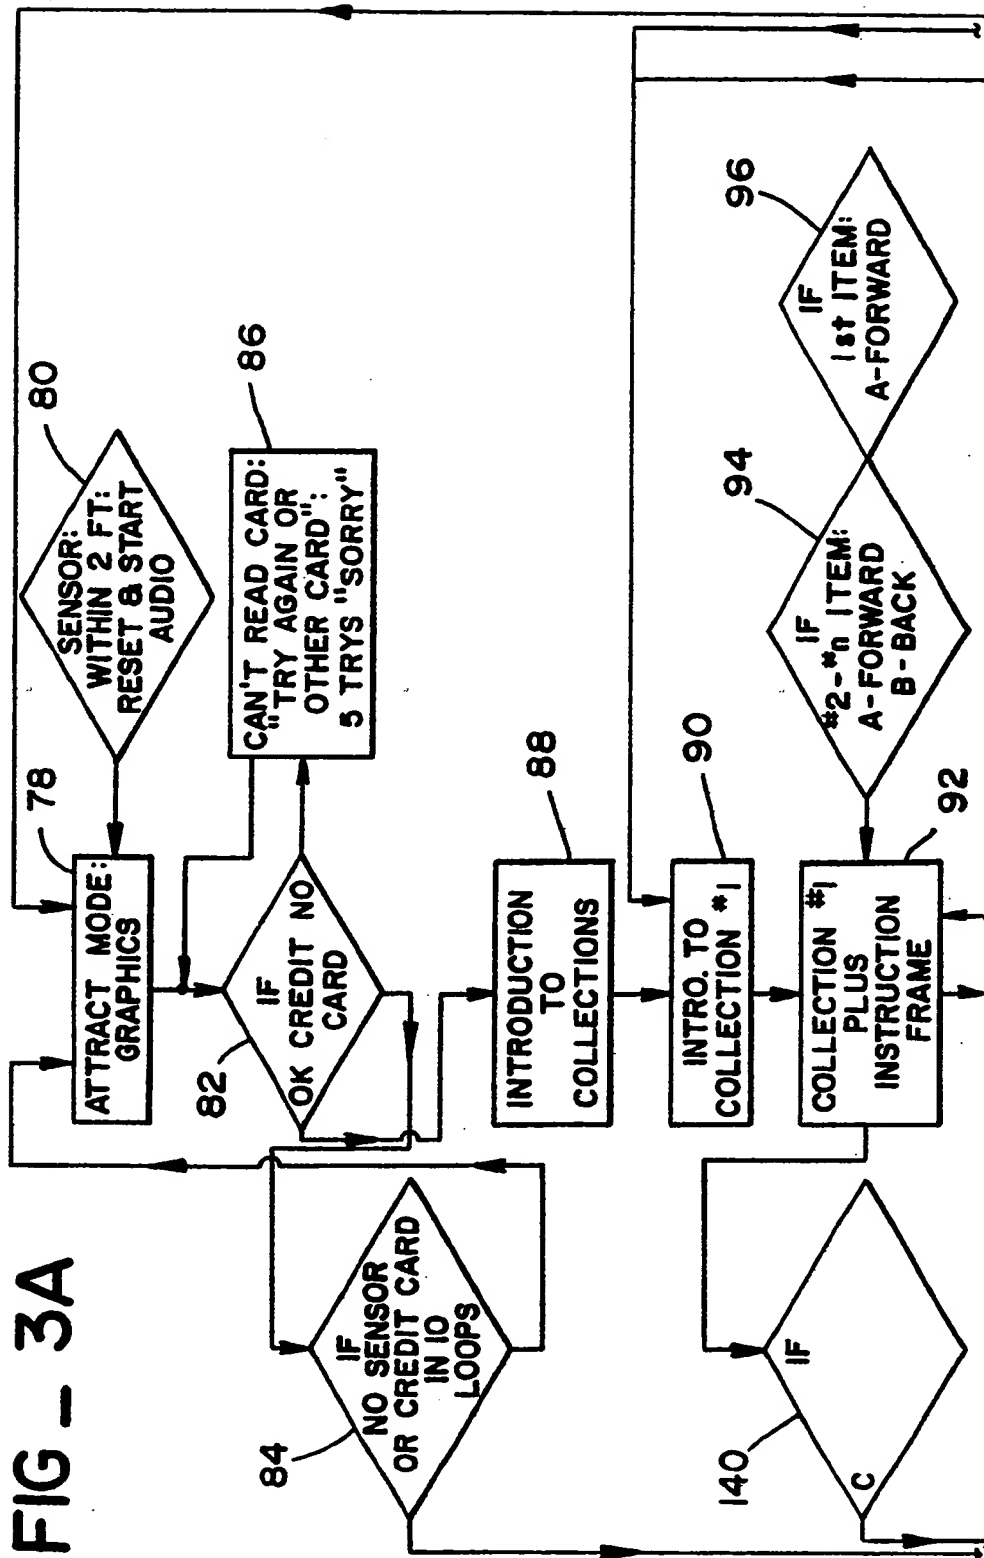 FIG - 3A
80
SENSOR:
WITHIN 2 FT:
RESET & START
AUDIO
78
ATTRACT MODE:
GRAPHICS
86
CAN'T READ CARD:
"TRY AGAIN OR
OTHER CARD":
5 TRYS "SORRY"
82
IF
OK CREDIT NO
CARD
84
IF
NO SENSOR
OR CREDIT CARD
IN 10
LOOPS
88
INTRODUCTION
TO
COLLECTIONS
90
INTRO. TO
COLLECTION #1
92
COLLECTION #1
PLUS
INSTRUCTION
FRAME
94
IF
#2-#n ITEM:
A-FORWARD
B-BACK
96
IF
1st ITEM:
A-FORWARD
140
IF
C